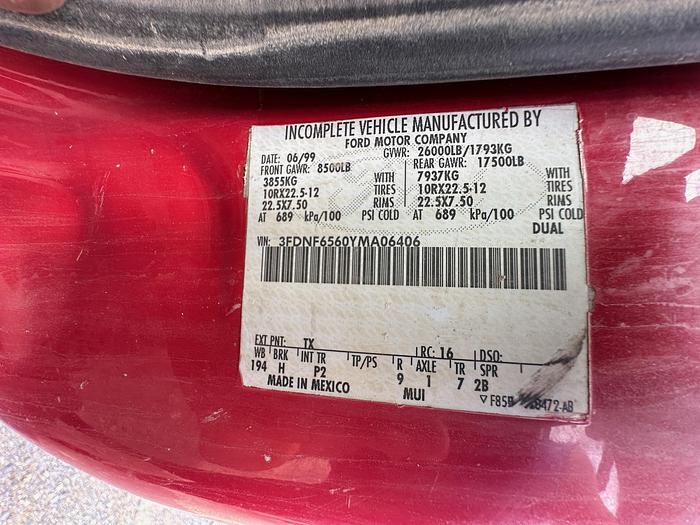 INCOMPLETE VEHICLE MANUFACTURED BY
FORD MOTOR COMPANY
DATE: 06/99 GVWR: 26000LB/1793KG
FRONT GAWR: 8500LB REAR GAWR: 17500LB
3855KG WITH 7937KG WITH
10RX22.5-12 TIRES 10RX22.5-12 TIRES
22.5X7.50 RIMS 22.5X7.50 RIMS
AT 689 kPa/100 PSI COLD AT 689 kPa/100 PSI COLD
DUAL
VIN: 3FDNF6560YMA06406
EXT PNT: TX RC: 16 DSO:
WB BRK INT TR TP/PS R AXLE TR SPR
194 H P2 9 1 7 2B
MADE IN MEXICO MUI